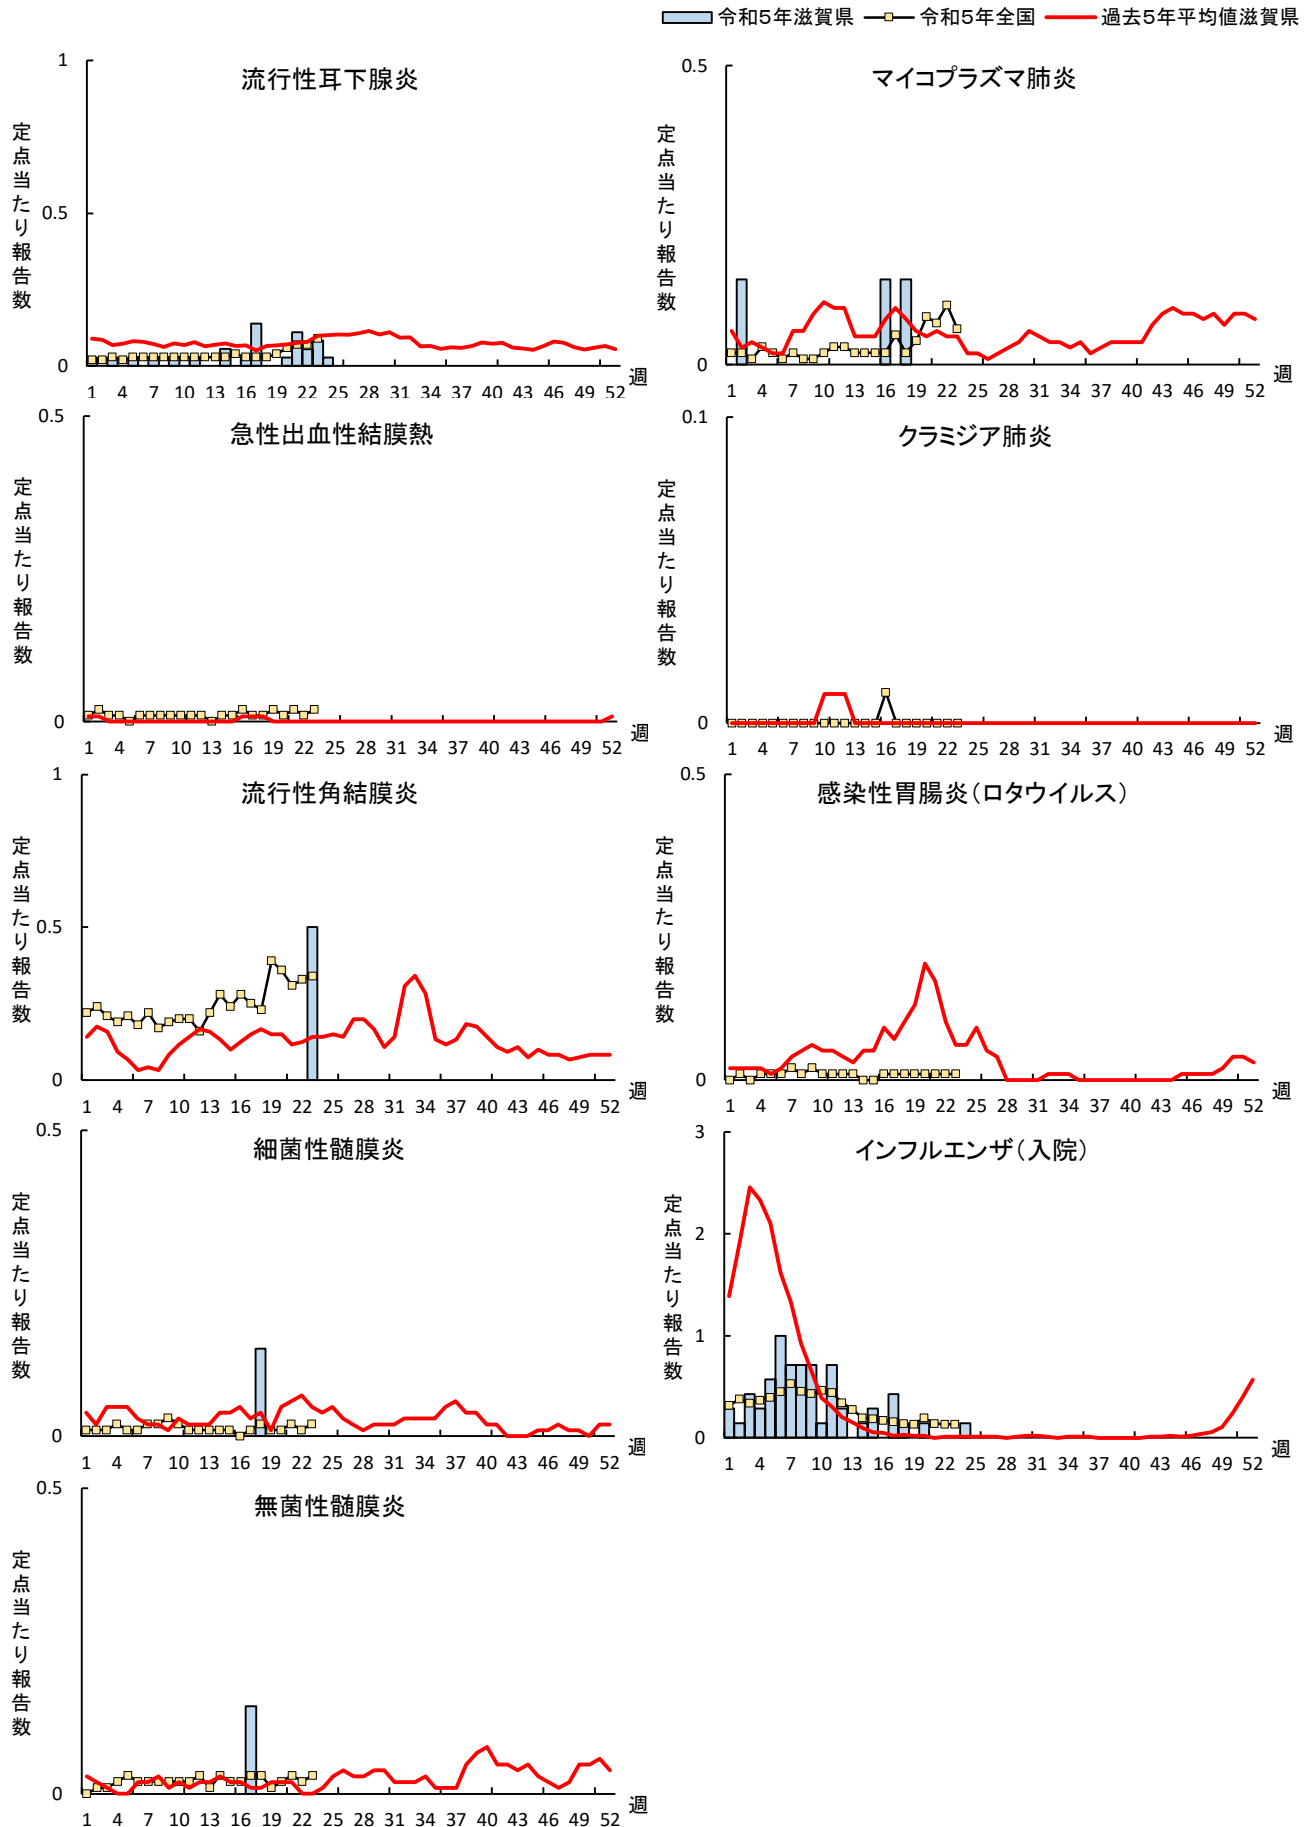 令和5年滋賀県 令和5年全国 過去5年平均値滋賀県
流行性耳下腺炎
定点当たり報告数
1
0.5
0
1 4 7 10 13 16 19 22 25 28 31 34 37 40 43 46 49 52 週
マイコプラズマ肺炎
定点当たり報告数
0.5
0
1 4 7 10 13 16 19 22 25 28 31 34 37 40 43 46 49 52 週
急性出血性結膜熱
定点当たり報告数
0.5
0
1 4 7 10 13 16 19 22 25 28 31 34 37 40 43 46 49 52 週
クラミジア肺炎
定点当たり報告数
0.1
0
1 4 7 10 13 16 19 22 25 28 31 34 37 40 43 46 49 52 週
流行性角結膜炎
定点当たり報告数
1
0.5
0
1 4 7 10 13 16 19 22 25 28 31 34 37 40 43 46 49 52 週
感染性胃腸炎（ロタウイルス）
定点当たり報告数
0.5
0
1 4 7 10 13 16 19 22 25 28 31 34 37 40 43 46 49 52 週
細菌性髄膜炎
定点当たり報告数
0.5
0
1 4 7 10 13 16 19 22 25 28 31 34 37 40 43 46 49 52 週
インフルエンザ（入院）
定点当たり報告数
3
2
1
0
1 4 7 10 13 16 19 22 25 28 31 34 37 40 43 46 49 52 週
無菌性髄膜炎
定点当たり報告数
0.5
0
1 4 7 10 13 16 19 22 25 28 31 34 37 40 43 46 49 52 週